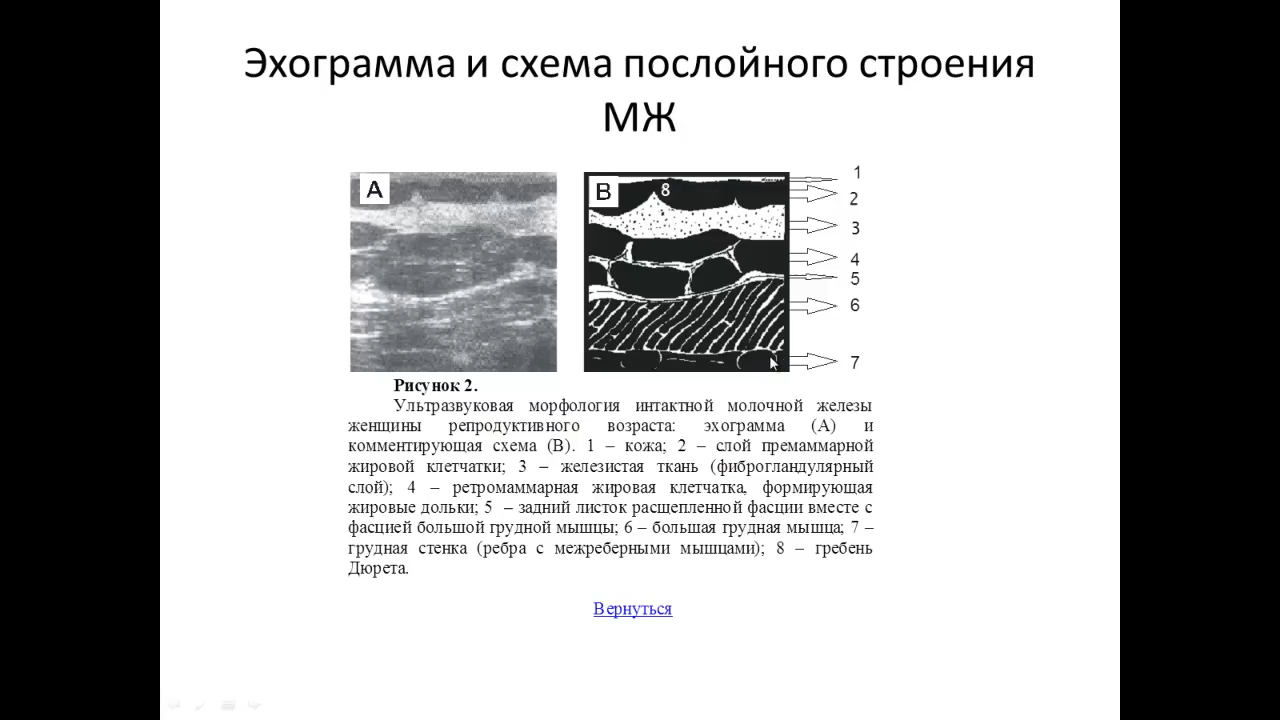 Эхограмма и схема послойного строения
МЖ
A
B
8
1
2
3
4
5
6
7
Рисунок 2.
Ультразвуковая морфология интактной молочной железы
женщины репродуктивного возраста: эхограмма (А) и
комментирующая схема (В). 1 – кожа; 2 – слой премаммарной
жировой клетчатки; 3 – железистая ткань (фиброгландулярный
слой); 4 – ретромаммарная жировая клетчатка, формирующая
жировые дольки; 5 – задний листок расщепленной фасции вместе с
фасцией большой грудной мышцы; 6 – большая грудная мышца; 7 –
грудная стенка (ребра с межреберными мышцами); 8 – гребень
Дюрета.
Вернуться